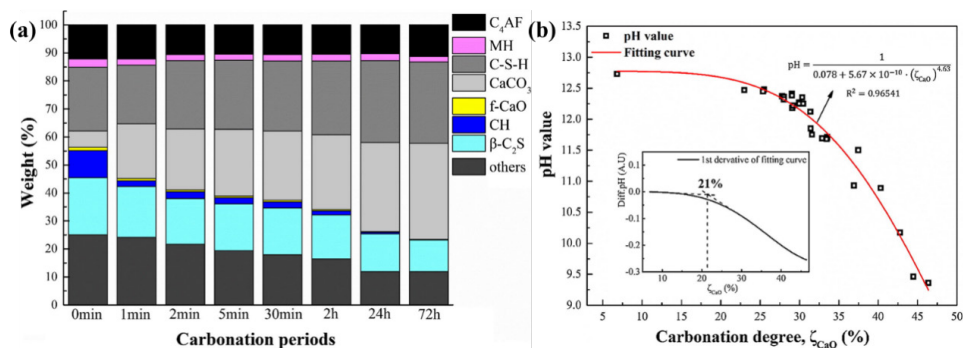 (a)
100
90
80
70
60
50
40
30
20
10
0
Weight (%)
0min 1min 2min 5min 30min 2h 24h 72h
Carbonation periods
C₄AF
MH
C-S-H
CaCO₃
f-CaO
CH
β-C₂S
others
(b)
13.5
13.0
12.5
12.0
11.5
11.0
10.5
10.0
9.5
9.0
pH value
pH value
Fitting curve
pH = 1 / (0.078 + 5.67 × 10⁻¹⁰ · (ζCaO)^4.63)
R² = 0.96541
1st dervative of fitting curve
21%
0.1
0.0
-0.1
-0.2
-0.3
Diff.pH (A.U)
10 20 30 40
ζCaO (%)
5 10 15 20 25 30 35 40 45 50
Carbonation degree, ζCaO (%)